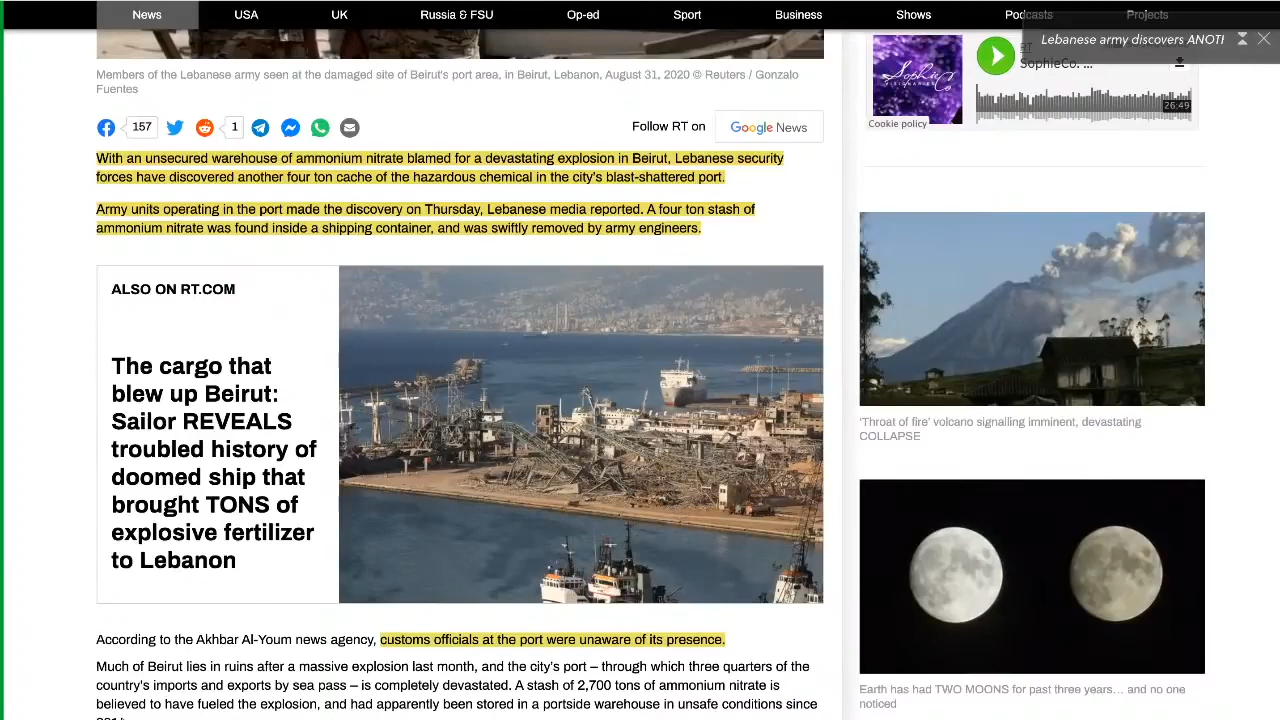 News USA UK Russia & FSU Op-ed Sport Business Shows Podcasts Projects
Lebanese army discovers ANOTH
Members of the Lebanese army seen at the damaged site of Beirut's port area, in Beirut, Lebanon, August 31, 2020 © Reuters / Gonzalo
Fuentes
157
1
Follow RT on
Google News
With an unsecured warehouse of ammonium nitrate blamed for a devastating explosion in Beirut, Lebanese security
forces have discovered another four ton cache of the hazardous chemical in the city's blast-shattered port.
Army units operating in the port made the discovery on Thursday, Lebanese media reported. A four ton stash of
ammonium nitrate was found inside a shipping container, and was swiftly removed by army engineers.
ALSO ON RT.COM
The cargo that
blew up Beirut:
Sailor REVEALS
troubled history of
doomed ship that
brought TONS of
explosive fertilizer
to Lebanon
According to the Akhbar Al-Youm news agency, customs officials at the port were unaware of its presence.
Much of Beirut lies in ruins after a massive explosion last month, and the city's port – through which three quarters of the
country's imports and exports by sea pass – is completely devastated. A stash of 2,700 tons of ammonium nitrate is
believed to have fueled the explosion, and had apparently been stored in a portside warehouse in unsafe conditions since
RT
SophieCo. ...
Sophie Co
VISIONARIES
26:49
Cookie policy
'Throat of fire' volcano signalling imminent, devastating
COLLAPSE
Earth has had TWO MOONS for past three years... and no one
noticed